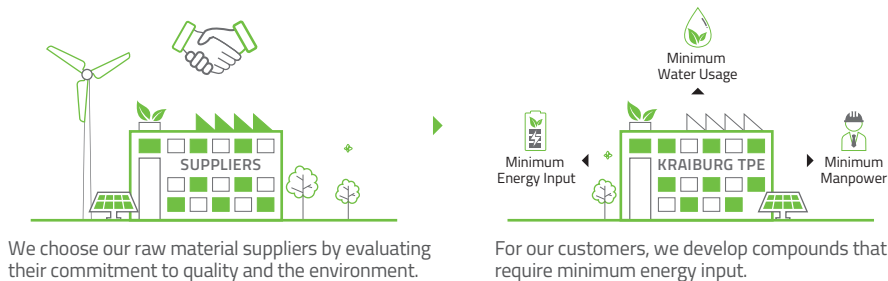 SUPPLIERS
We choose our raw material suppliers by evaluating
their commitment to quality and the environment.
Minimum
Water Usage
Minimum
Energy Input
KRAIBURG TPE
Minimum
Manpower
For our customers, we develop compounds that
require minimum energy input.